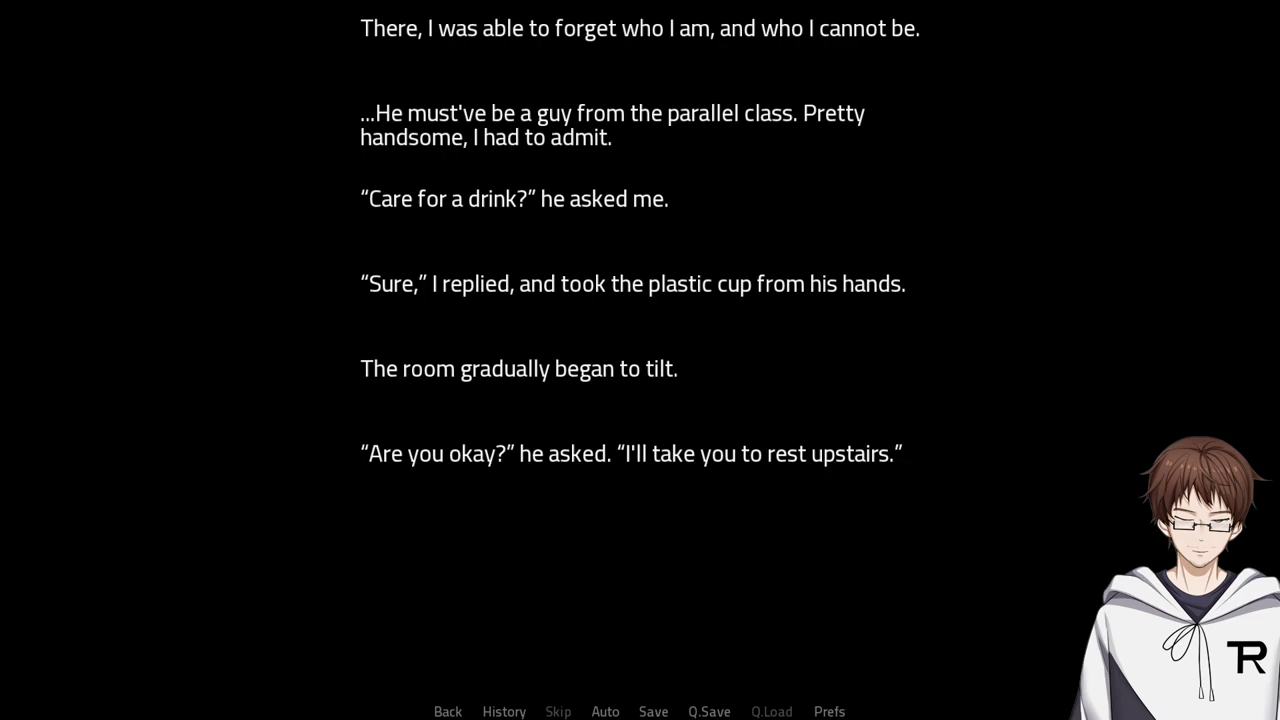 There, I was able to forget who I am, and who I cannot be.
...He must've be a guy from the parallel class. Pretty
handsome, I had to admit.
“Care for a drink?” he asked me.
“Sure,” I replied, and took the plastic cup from his hands.
The room gradually began to tilt.
“Are you okay?” he asked. “I'll take you to rest upstairs.”
TR
Back History Skip Auto Save Q.Save Q.Load Prefs